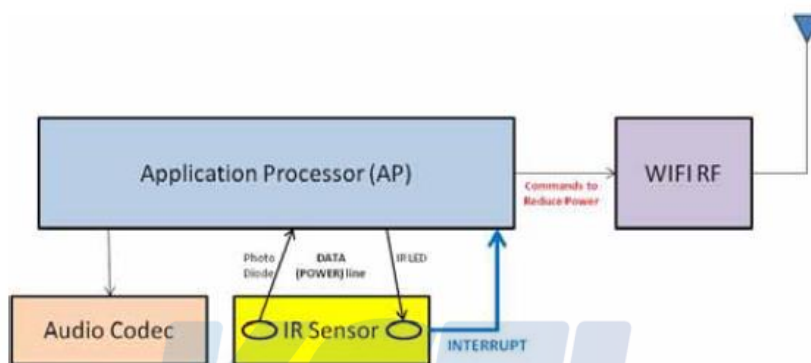 Application Processor (AP)
WIFI RF
Commands to
Reduce Power
Photo
Diode
DATA
(POWER) line
IR LED
Audio Codec
IR Sensor
INTERRUPT